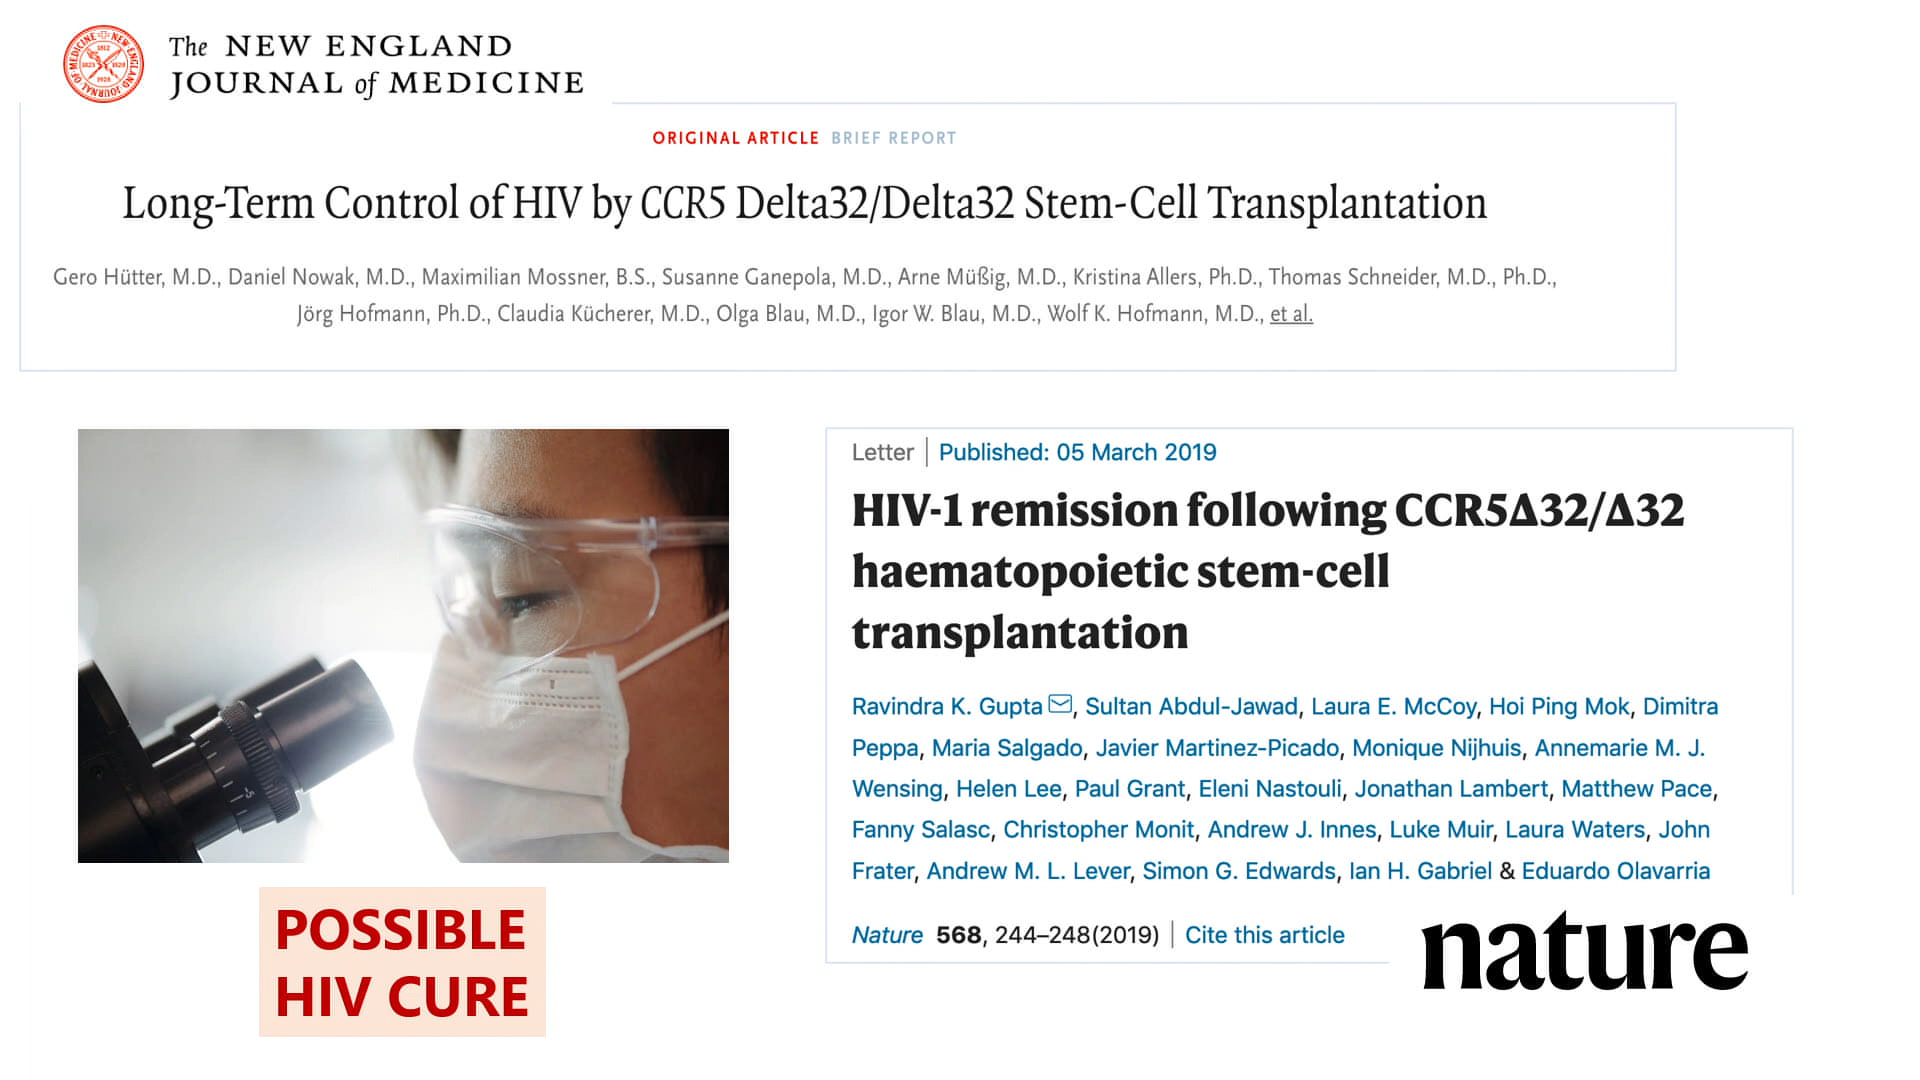 The NEW ENGLAND
JOURNAL of MEDICINE
ORIGINAL ARTICLE BRIEF REPORT
Long-Term Control of HIV by CCR5 Delta32/Delta32 Stem-Cell Transplantation
Gero Hütter, M.D., Daniel Nowak, M.D., Maximilian Mossner, B.S., Susanne Ganepola, M.D., Arne Müßig, M.D., Kristina Allers, Ph.D., Thomas Schneider, M.D., Ph.D.,
Jörg Hofmann, Ph.D., Claudia Kücherer, M.D., Olga Blau, M.D., Igor W. Blau, M.D., Wolf K. Hofmann, M.D., et al.
Letter | Published: 05 March 2019
HIV-1 remission following CCR5Δ32/Δ32
haematopoietic stem-cell
transplantation
Ravindra K. Gupta, Sultan Abdul-Jawad, Laura E. McCoy, Hoi Ping Mok, Dimitra
Peppa, Maria Salgado, Javier Martinez-Picado, Monique Nijhuis, Annemarie M. J.
Wensing, Helen Lee, Paul Grant, Eleni Nastouli, Jonathan Lambert, Matthew Pace,
Fanny Salasc, Christopher Monit, Andrew J. Innes, Luke Muir, Laura Waters, John
Frater, Andrew M. L. Lever, Simon G. Edwards, Ian H. Gabriel & Eduardo Olavarria
Nature 568, 244–248(2019) | Cite this article
nature
POSSIBLE
HIV CURE